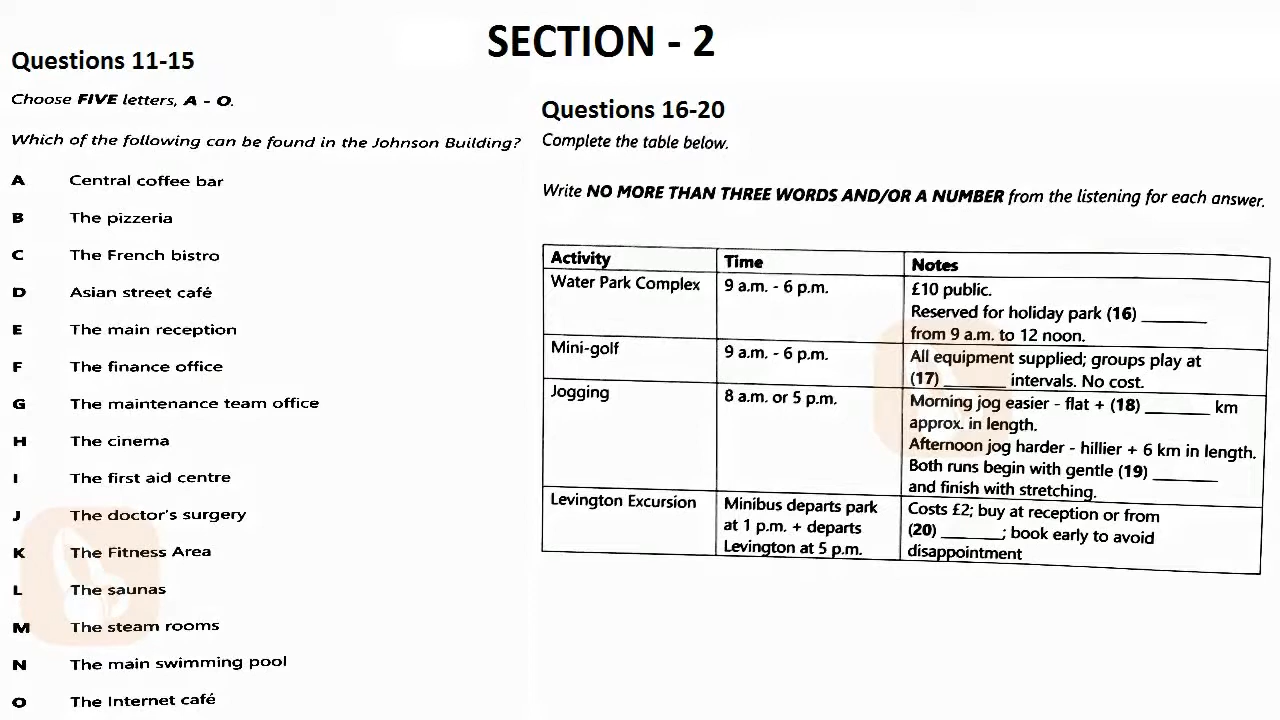 SECTION - 2
Questions 11-15
Choose FIVE letters, A - O.
Which of the following can be found in the Johnson Building?
A Central coffee bar
B The pizzeria
C The French bistro
D Asian street café
E The main reception
F The finance office
G The maintenance team office
H The cinema
I The first aid centre
J The doctor's surgery
K The Fitness Area
L The saunas
M The steam rooms
N The main swimming pool
O The Internet café
Questions 16-20
Complete the table below.
Write NO MORE THAN THREE WORDS AND/OR A NUMBER from the listening for each answer.
Activity Time Notes
Water Park Complex 9 a.m. - 6 p.m. £10 public.
Reserved for holiday park (16) ________
from 9 a.m. to 12 noon.
Mini-golf 9 a.m. - 6 p.m. All equipment supplied; groups play at
(17) ________ intervals. No cost.
Jogging 8 a.m. or 5 p.m. Morning jog easier - flat + (18) ________ km
approx. in length.
Afternoon jog harder - hillier + 6 km in length.
Both runs begin with gentle (19) ________
and finish with stretching.
Levington Excursion Minibus departs park Costs £2; buy at reception or from
at 1 p.m. + departs (20) ________; book early to avoid
Levington at 5 p.m. disappointment